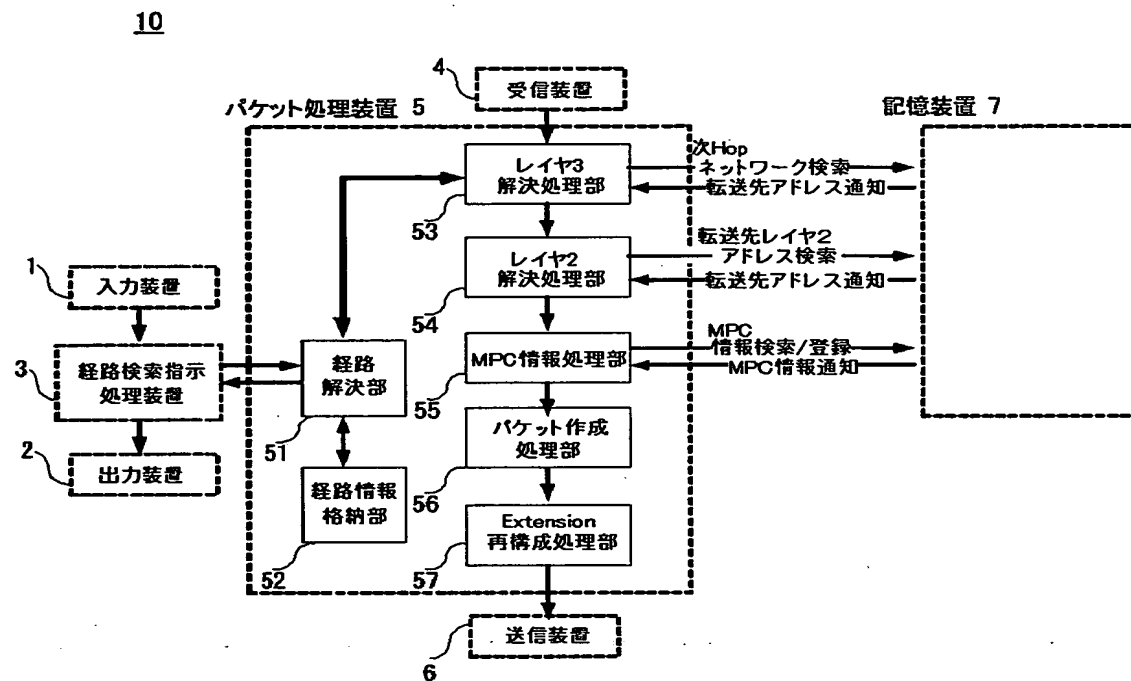 10
4
受信装置
パケット処理装置 5
記憶装置 7
レイヤ3
解決処理部
53
次Hop
ネットワーク検索
転送先アドレス通知
レイヤ2
解決処理部
54
転送先レイヤ2
アドレス検索
転送先アドレス通知
1
入力装置
3
経路検索指示
処理装置
2
出力装置
経路
解決部
51
経路情報
格納部
52
MPC情報処理部
55
MPC
情報検索/登録
MPC情報通知
パケット作成
処理部
56
Extension
再構成処理部
57
送信装置
6